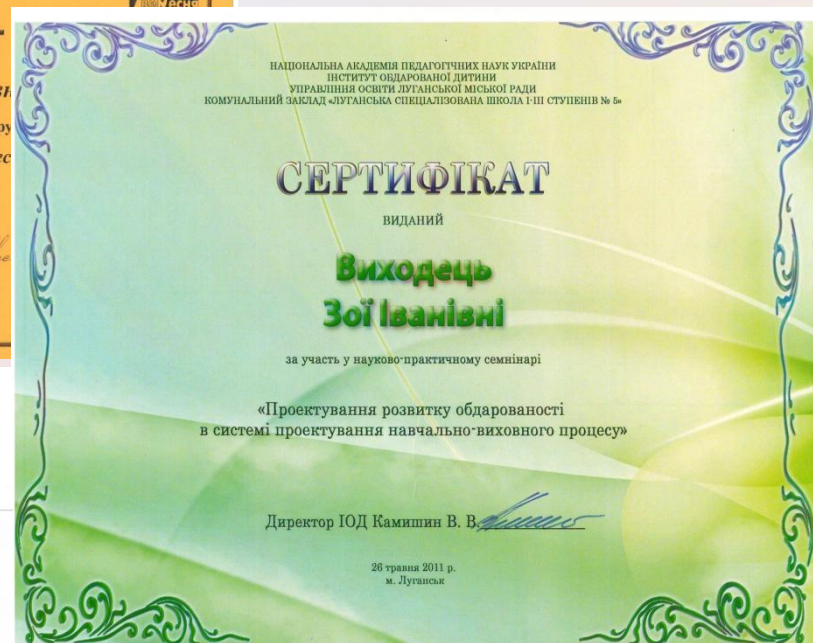 НАЦІОНАЛЬНА АКАДЕМІЯ ПЕДАГОГІЧНИХ НАУК УКРАЇНИ
ІНСТИТУТ ОБДАРОВАНОЇ ДИТИНИ
УПРАВЛІННЯ ОСВІТИ ЛУГАНСЬКОЇ МІСЬКОЇ РАДИ
КОМУНАЛЬНИЙ ЗАКЛАД «ЛУГАНСЬКА СПЕЦІАЛІЗОВАНА ШКОЛА І-ІІІ СТУПЕНІВ № 5»
СЕРТИФІКАТ
ВИДАНИЙ
Виходець
Зої Іванівні
за участь у науково-практичному семнінарі
«Проектування розвитку обдарованості
в системі проектування навчально-виховного процесу»
Директор ІОД Камишин В. В.
26 травня 2011 р.
м. Луганськ